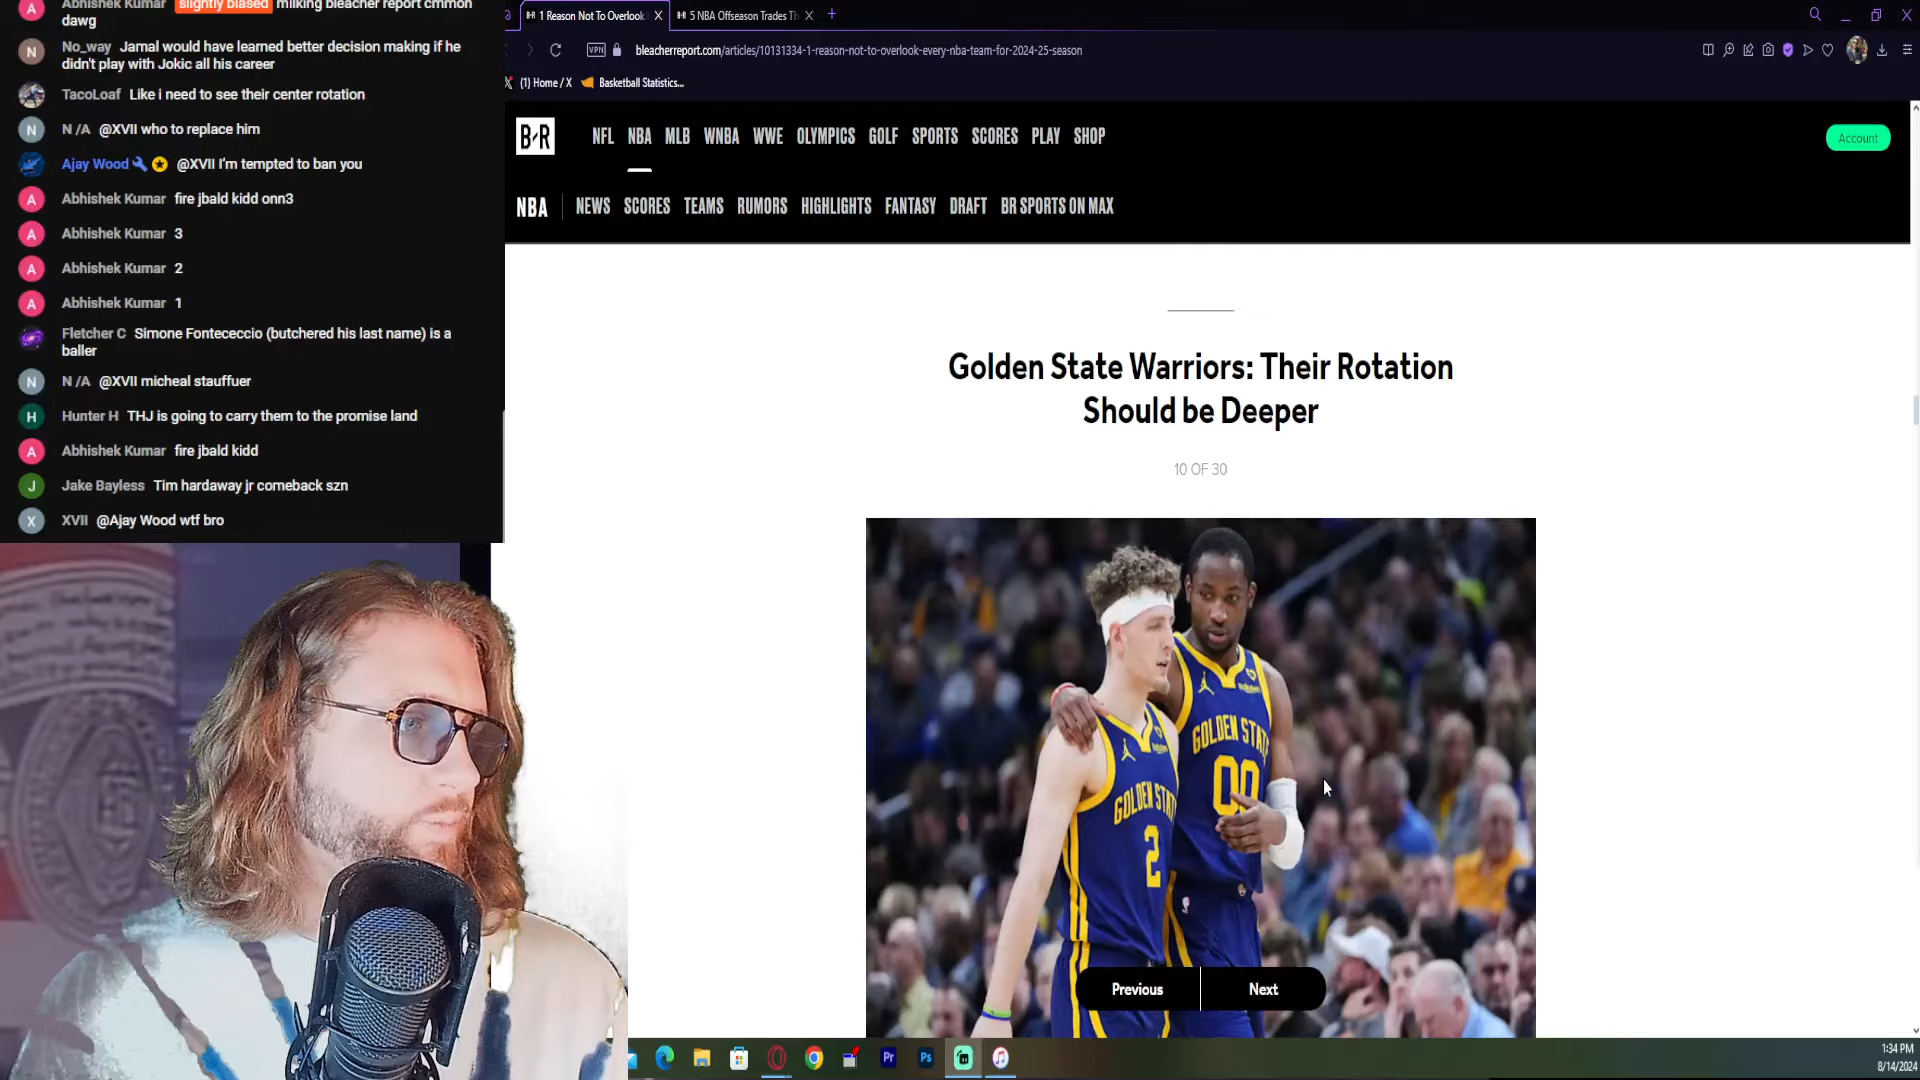 Abhishek Kumar slightly biased milking bleacher report cmmon
dawg
No_way Jamal would have learned better decision making if he
didn't play with Jokic all his career
TacoLoaf Like i need to see their center rotation
N /A @XVII who to replace him
Ajay Wood @XVII I'm tempted to ban you
Abhishek Kumar fire jbald kidd onn3
Abhishek Kumar 3
Abhishek Kumar 2
Abhishek Kumar 1
Fletcher C Simone Fontececcio (butchered his last name) is a
baller
N /A @XVII micheal stauffuer
Hunter H THJ is going to carry them to the promise land
Abhishek Kumar fire jbald kidd
Jake Bayless Tim hardaway jr comeback szn
XVII @Ajay Wood wtf bro
1 Reason Not To Overlook
5 NBA Offseason Trades Th
VPN
bleacherreport.com/articles/10131334-1-reason-not-to-overlook-every-nba-team-for-2024-25-season
(1) Home / X
Basketball Statistics...
B/R
NFL NBA MLB WNBA WWE OLYMPICS GOLF SPORTS SCORES PLAY SHOP
Account
NBA NEWS SCORES TEAMS RUMORS HIGHLIGHTS FANTASY DRAFT BR SPORTS ON MAX
Golden State Warriors: Their Rotation
Should be Deeper
10 OF 30
GOLDEN STAT
00
GOLDEN STAT
2
Previous
Next
Pr
Ps
1:34 PM
8/14/2024